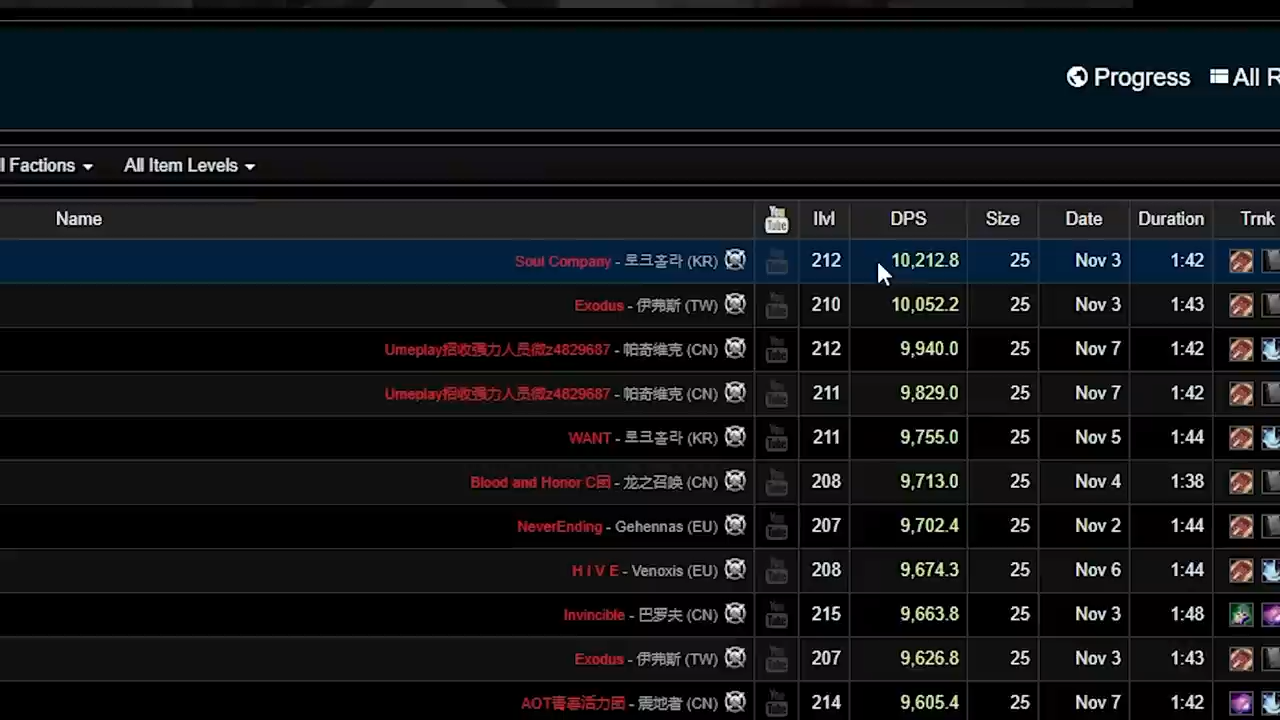 Progress All R
l Factions All Item Levels
Name You Tube Ilvl DPS Size Date Duration Trnk
Soul Company - 로크홀라 (KR) 212 10,212.8 25 Nov 3 1:42
Exodus - 伊弗斯 (TW) 210 10,052.2 25 Nov 3 1:43
Umeplay招收强力人员微z4829687 - 帕奇维克 (CN) 212 9,940.0 25 Nov 7 1:42
Umeplay招收强力人员微z4829687 - 帕奇维克 (CN) 211 9,829.0 25 Nov 7 1:42
WANT - 로크홀라 (KR) 211 9,755.0 25 Nov 5 1:44
Blood and Honor C团 - 龙之召唤 (CN) 208 9,713.0 25 Nov 4 1:38
NeverEnding - Gehennas (EU) 207 9,702.4 25 Nov 2 1:44
H I V E - Venoxis (EU) 208 9,674.3 25 Nov 6 1:44
Invincible - 巴罗夫 (CN) 215 9,663.8 25 Nov 3 1:48
Exodus - 伊弗斯 (TW) 207 9,626.8 25 Nov 3 1:43
AOT青春活力团 - 震地者 (CN) 214 9,605.4 25 Nov 7 1:42